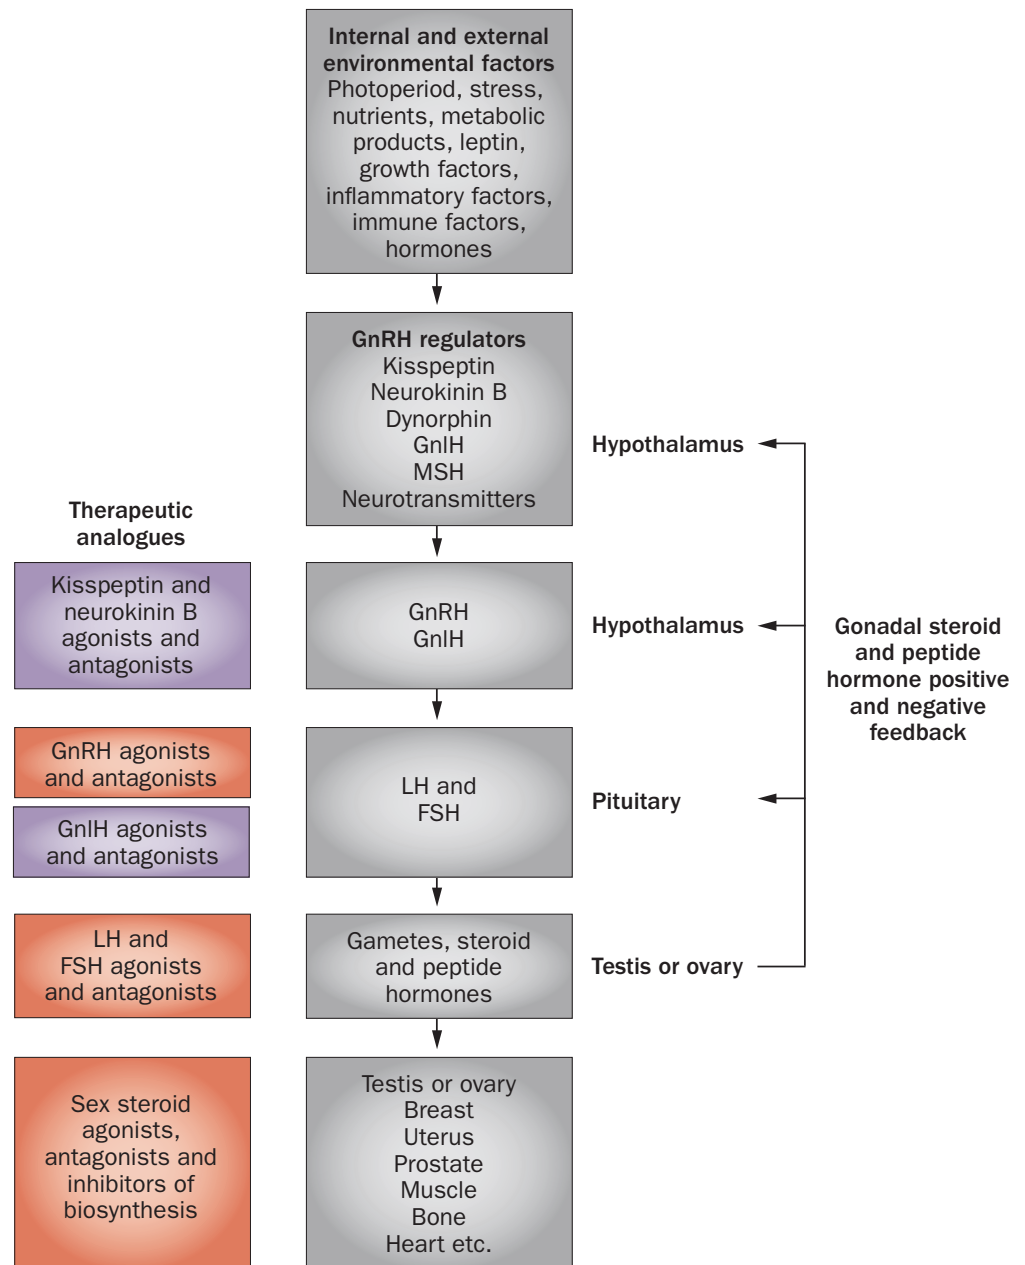 Internal and external
environmental factors
Photoperiod, stress,
nutrients, metabolic
products, leptin,
growth factors,
inflammatory factors,
immune factors,
hormones
GnRH regulators
Kisspeptin
Neurokinin B
Dynorphin
GnIH
MSH
Neurotransmitters
Hypothalamus
Therapeutic
analogues
Kisspeptin and
neurokinin B
agonists and
antagonists
GnRH
GnIH
Hypothalamus
Gonadal steroid
and peptide
hormone positive
and negative
feedback
GnRH agonists
and antagonists
GnIH agonists
and antagonists
LH and
FSH
Pituitary
LH and
FSH agonists
and antagonists
Gametes, steroid
and peptide
hormones
Testis or ovary
Sex steroid
agonists,
antagonists and
inhibitors of
biosynthesis
Testis or ovary
Breast
Uterus
Prostate
Muscle
Bone
Heart etc.